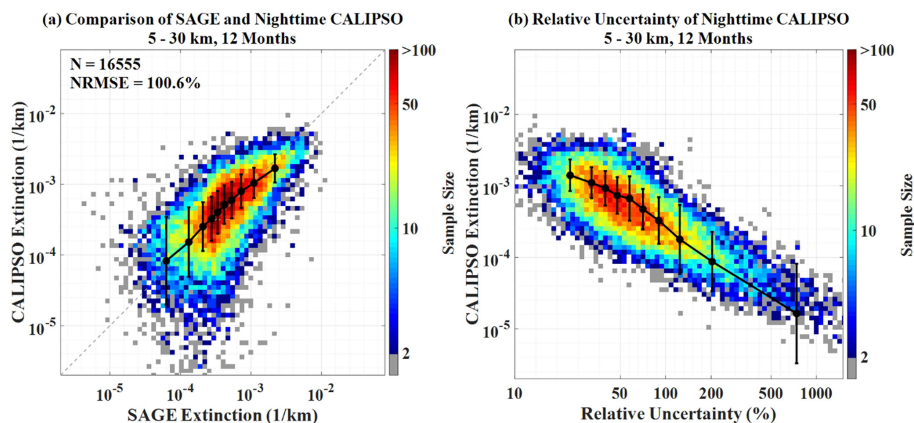 (a) Comparison of SAGE and Nighttime CALIPSO
5 - 30 km, 12 Months
N = 16555
NRMSE = 100.6%
CALIPSO Extinction (1/km)
10⁻²
10⁻³
10⁻⁴
10⁻⁵
10⁻⁵ 10⁻⁴ 10⁻³ 10⁻²
SAGE Extinction (1/km)
>100
50
10
2
Sample Size
(b) Relative Uncertainty of Nighttime CALIPSO
5 - 30 km, 12 Months
CALIPSO Extinction (1/km)
10⁻²
10⁻³
10⁻⁴
10⁻⁵
10 50 100 200 500 1000
Relative Uncertainty (%)
>100
50
10
2
Sample Size